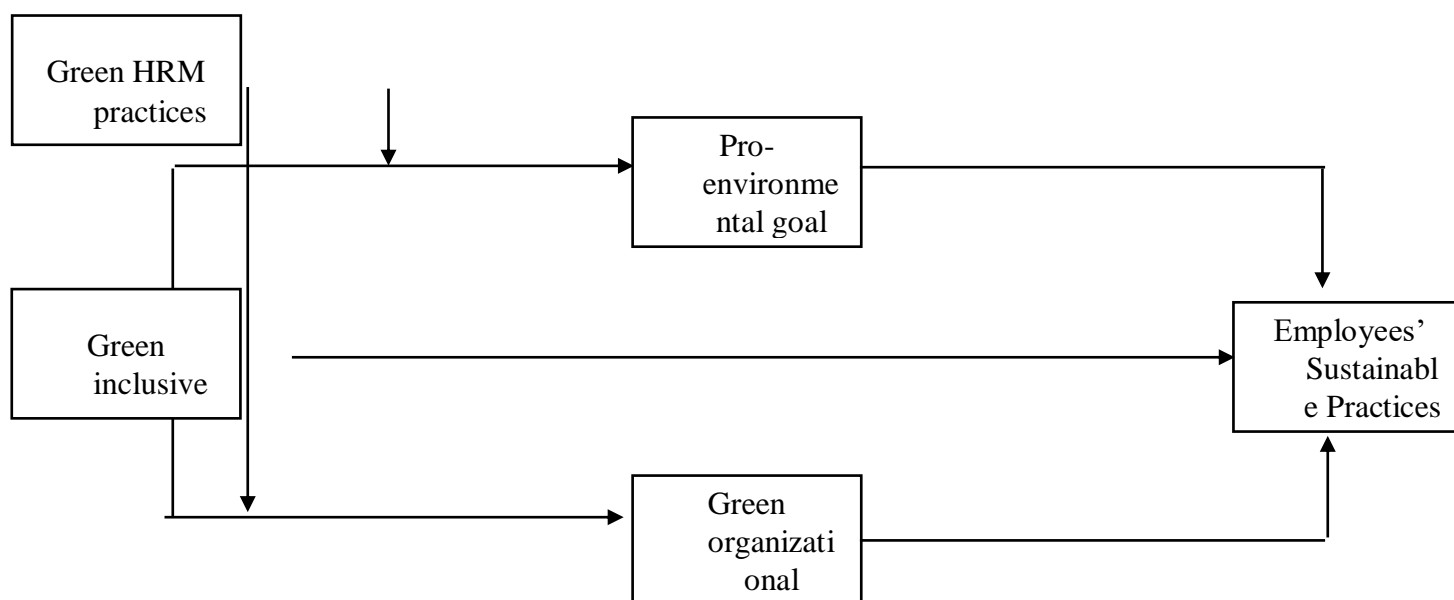 Green HRM
practices
Pro-
environme
ntal goal
Green
inclusive
Employees’
Sustainabl
e Practices
Green
organizati
onal